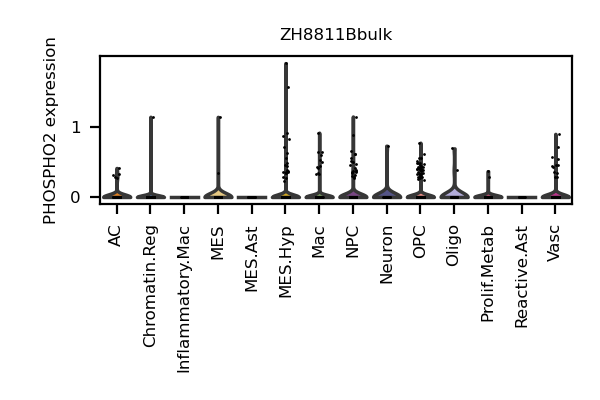 ZH8811Bbulk
PHOSPHO2 expression
1
0
AC
Chromatin.Reg
Inflammatory.Mac
MES
MES.Ast
MES.Hyp
Mac
NPC
Neuron
OPC
Oligo
Prolif.Metab
Reactive.Ast
Vasc